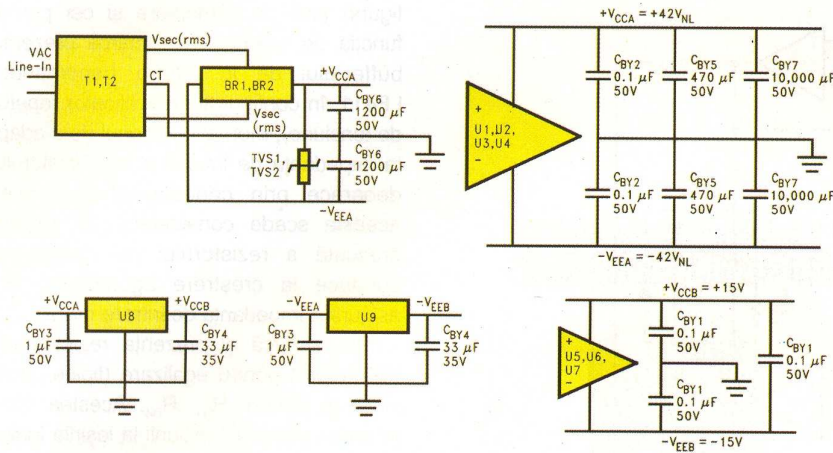 VAC
Line-In
T1,T2
Vsec(rms)
CT
BR1, BR2
Vsec
(rms)
+VCCA
CBY6
1200 μF
50V
CBY6
1200 μF
50V
TVS1,
TVS2
−VEEA
+VCCA = +42VNL
U1,U2,
U3,U4
+
−
CBY2
0.1 μF
50V
CBY5
470 μF
50V
CBY7
10,000 μF
50V
CBY2
0.1 μF
50V
CBY5
470 μF
50V
CBY7
10,000 μF
50V
−VEEA = −42VNL
+VCCA
U8
+VCCB
CBY3
1 μF
50V
CBY4
33 μF
35V
−VEEA
U9
−VEEB
CBY3
1 μF
50V
CBY4
33 μF
35V
+VCCB = +15V
+
U5,U6,
U7
−
CBY1
0.1 μF
50V
CBY1
0.1 μF
50V
CBY1
0.1 μF
50V
−VEEB = −15V